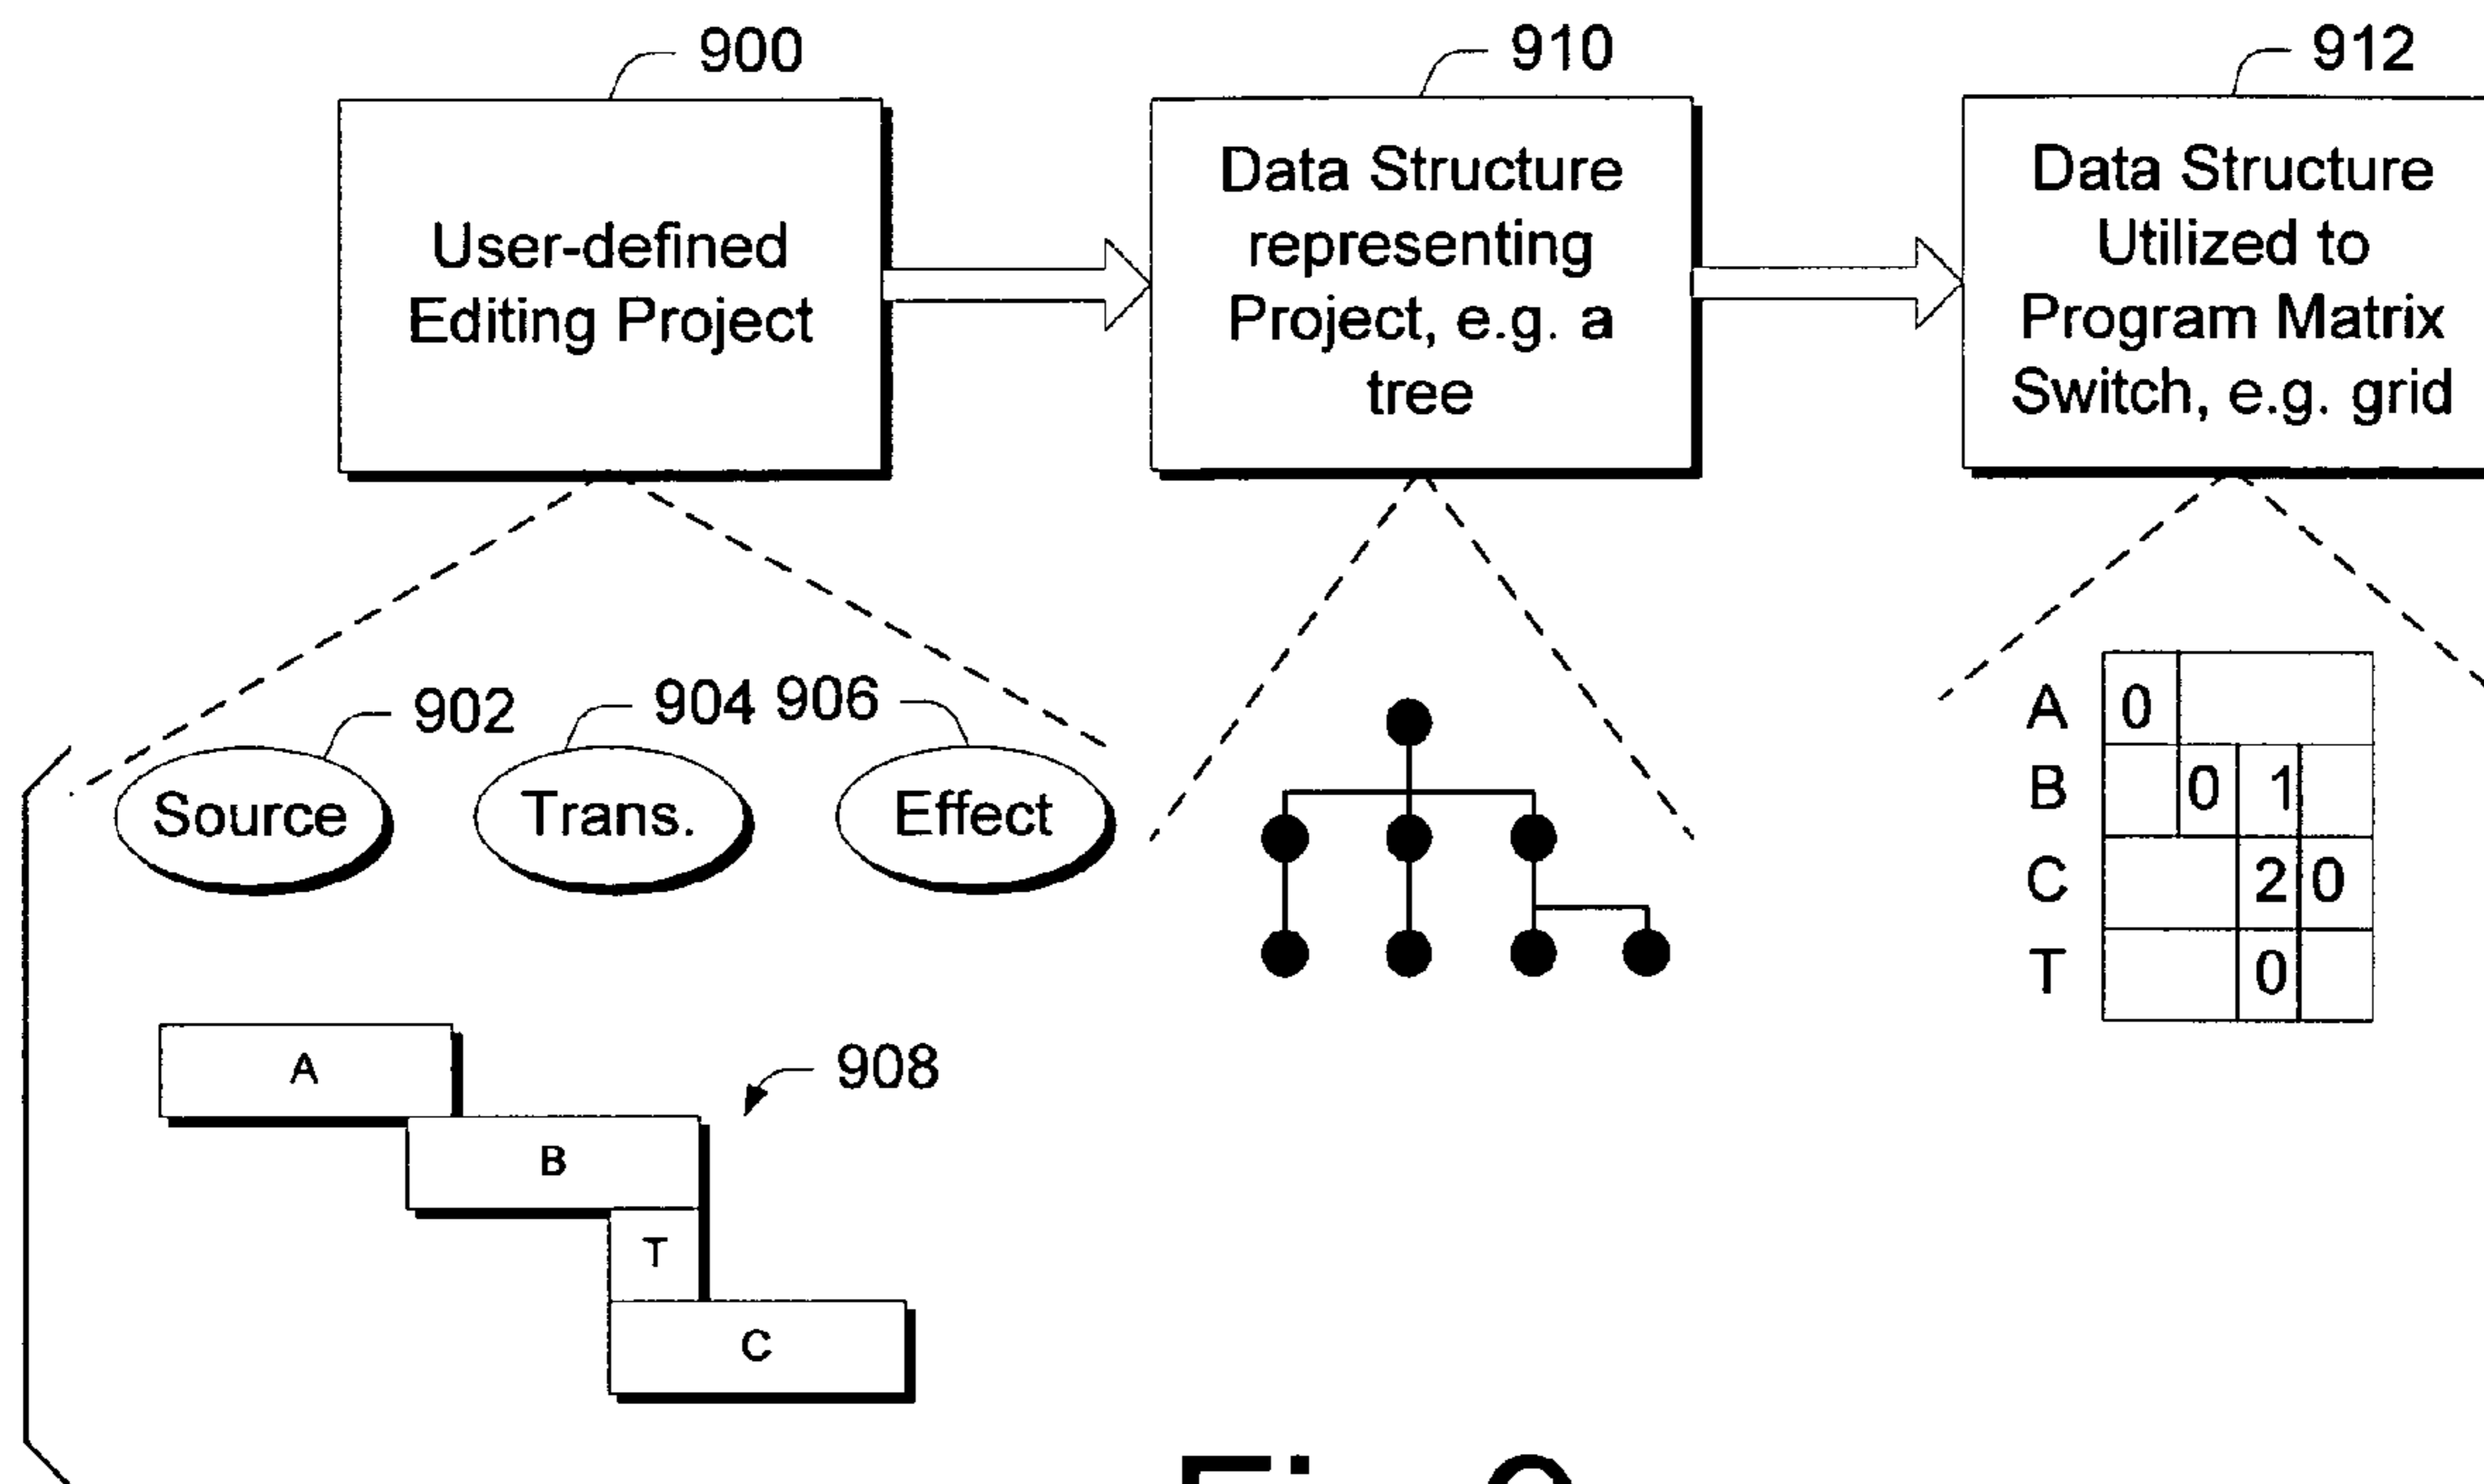 900
910
912
User-defined
Editing Project
Data Structure
representing
Project, e.g. a
tree
Data Structure
Utilized to
Program Matrix
Switch, e.g. grid
902
904
906
Source
Trans.
Effect
A 0
B 0 1
C 2 0
T 0
A
908
B
T
C